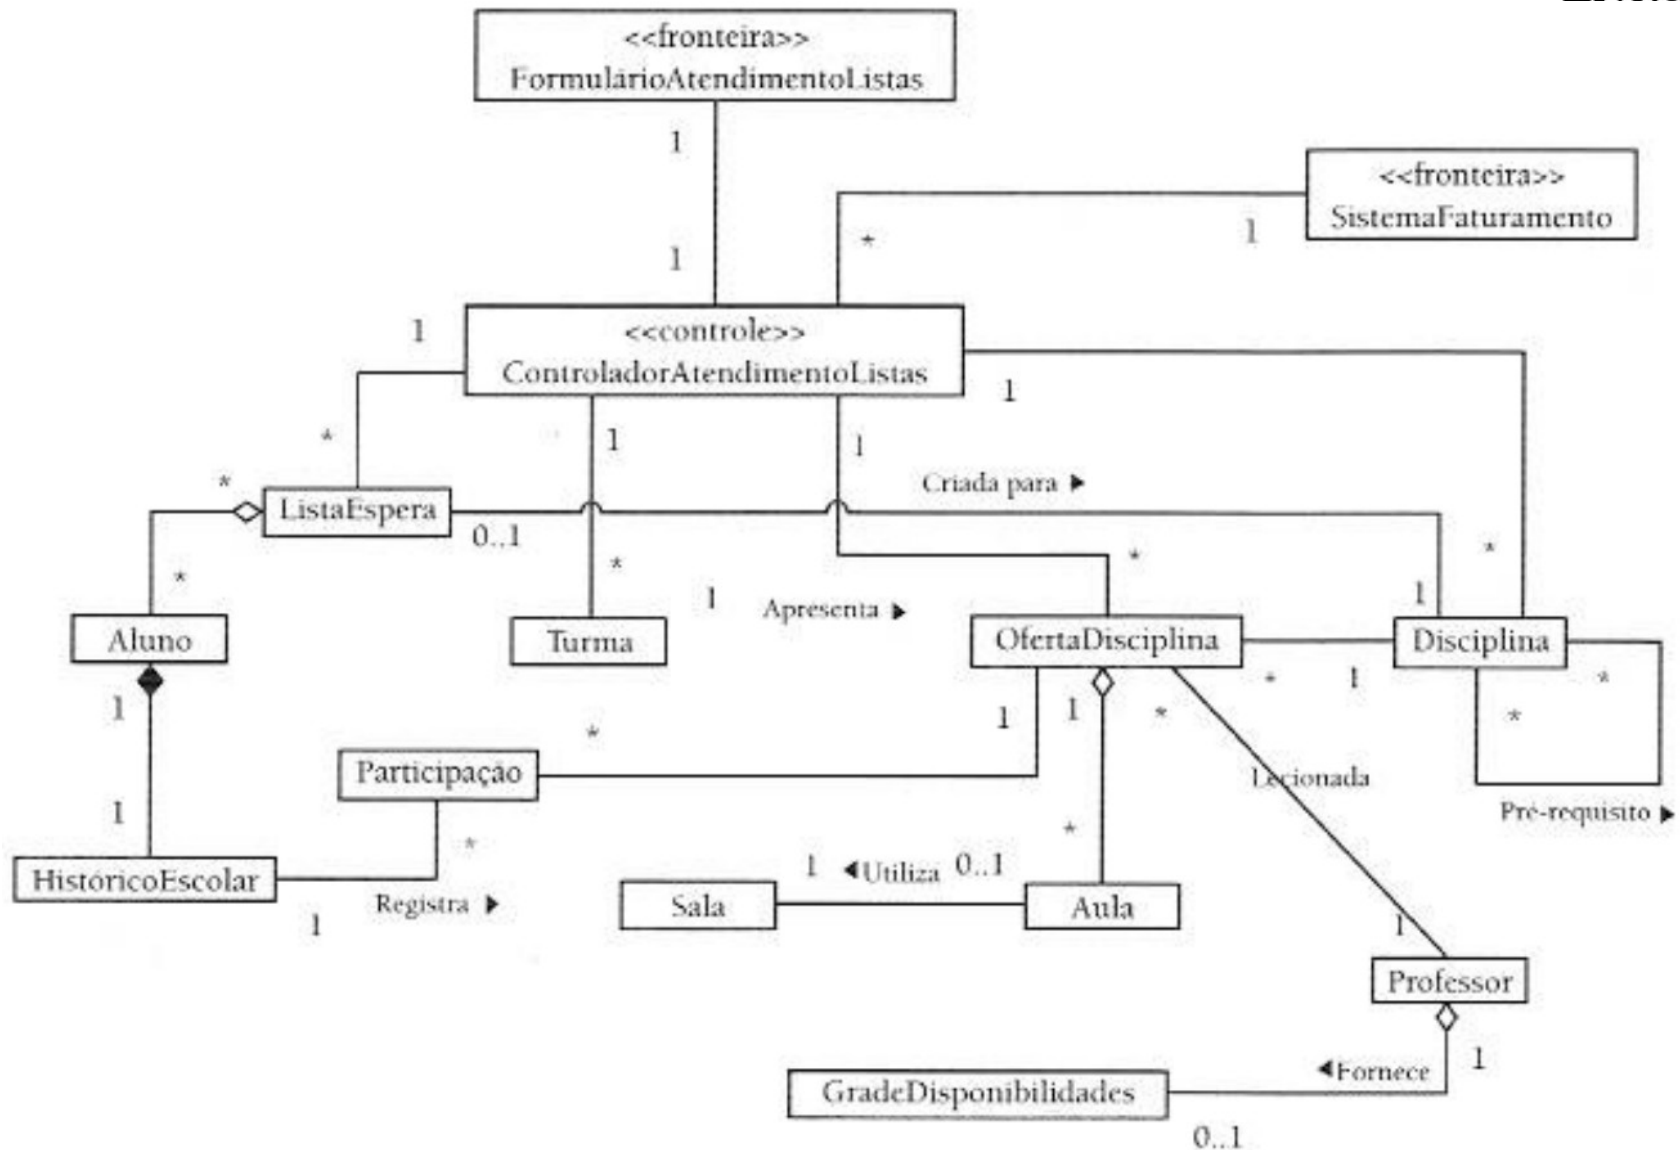 <<fronteira>>
FormulárioAtendimentoListas
1
<<fronteira>>
SistemaFaturamento
*
1
1
<<controle>>
ControladorAtendimentoListas
1
1
*
1
1
Criada para ▶
*
ListaEspera
0..1
*
*
*
*
1
1
Apresenta ▶
Aluno
Turma
OfertaDisciplina
Disciplina
*
1
*
1
1
1
*
*
*
Participação
Lecionada
1
*
*
Pré-requisito ▶
1
◀Utiliza
0..1
HistóricoEscolar
Registra ▶
Sala
Aula
1
1
Professor
◀Fornece
1
GradeDisponibilidades
0..1